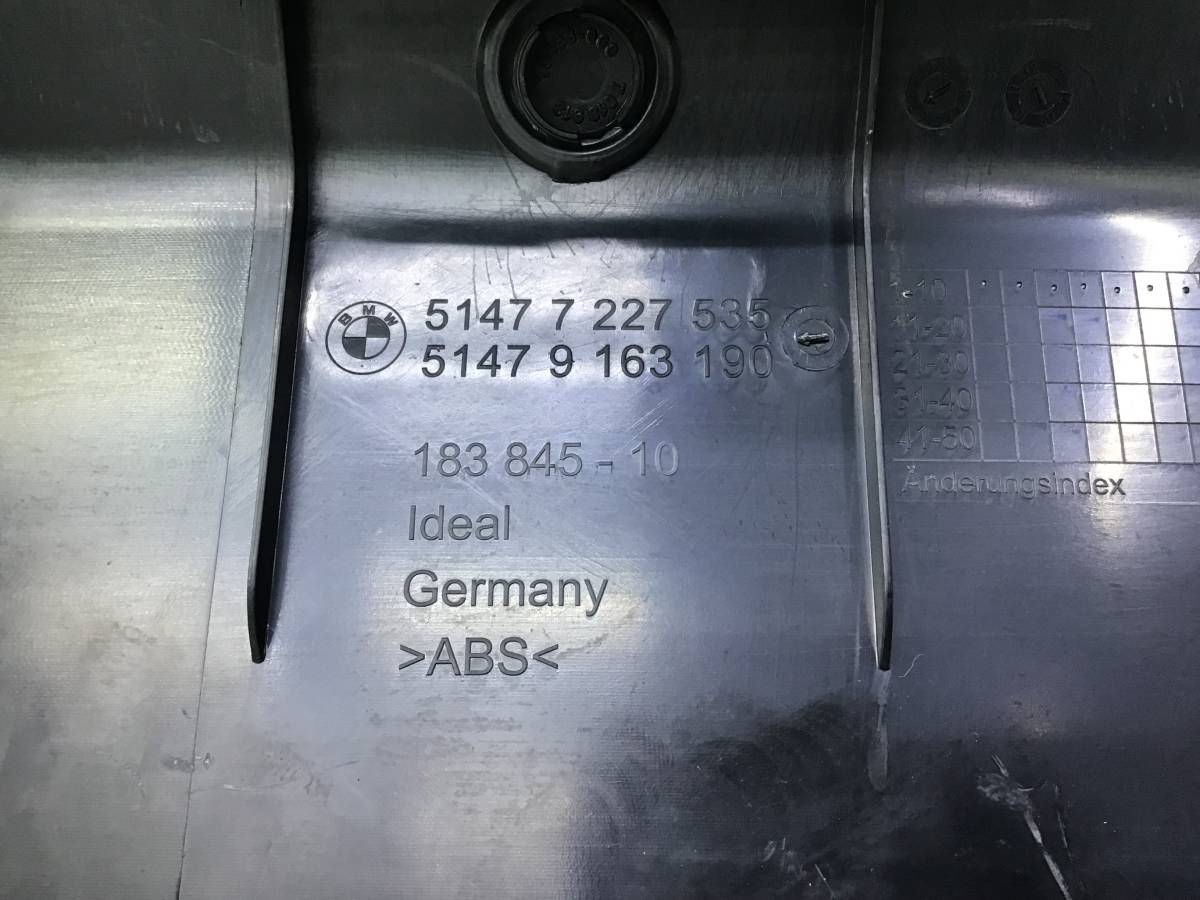 BMW
5147 7 227 535
5147 9 163 190
183 845 - 10
Ideal
Germany
>ABS<
-10
11-20
21-30
31-40
41-50
Änderungsindex